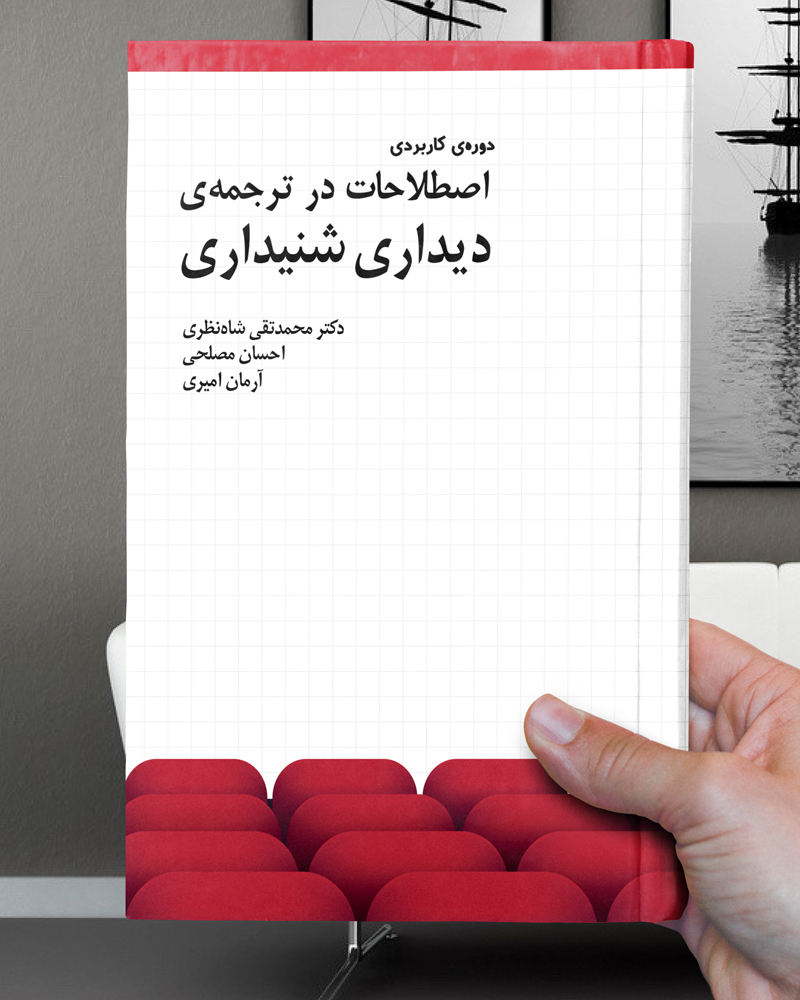 دوره‌ی کاربردی
اصطلاحات در ترجمه‌ی
دیداری شنیداری
دکتر محمدتقی شاه‌نظری
احسان مصلحی
آرمان امیری